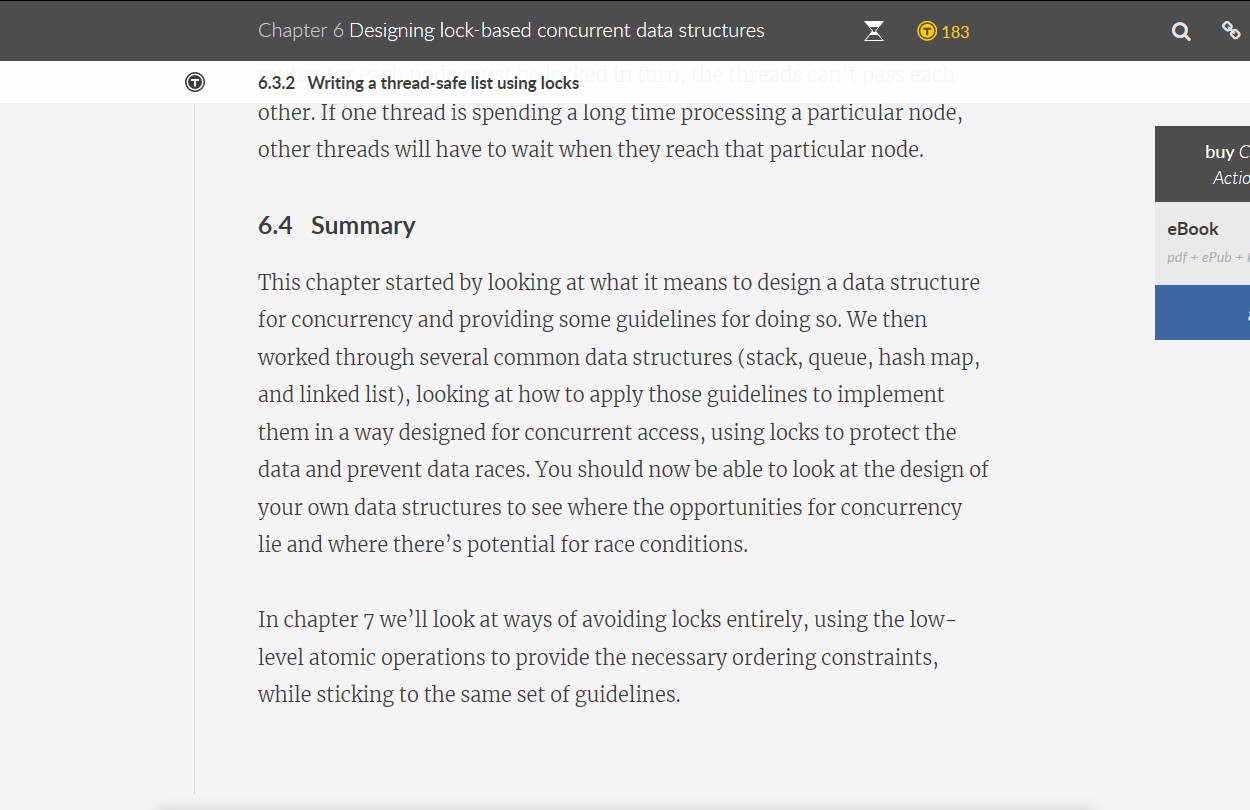 Chapter 6 Designing lock-based concurrent data structures
183
6.3.2 Writing a thread-safe list using locks
in turn, the threads can't pass each
other. If one thread is spending a long time processing a particular node,
other threads will have to wait when they reach that particular node.
6.4 Summary
This chapter started by looking at what it means to design a data structure
for concurrency and providing some guidelines for doing so. We then
worked through several common data structures (stack, queue, hash map,
and linked list), looking at how to apply those guidelines to implement
them in a way designed for concurrent access, using locks to protect the
data and prevent data races. You should now be able to look at the design of
your own data structures to see where the opportunities for concurrency
lie and where there’s potential for race conditions.
In chapter 7 we’ll look at ways of avoiding locks entirely, using the low-
level atomic operations to provide the necessary ordering constraints,
while sticking to the same set of guidelines.
buy C
Actio
eBook
pdf + ePub +